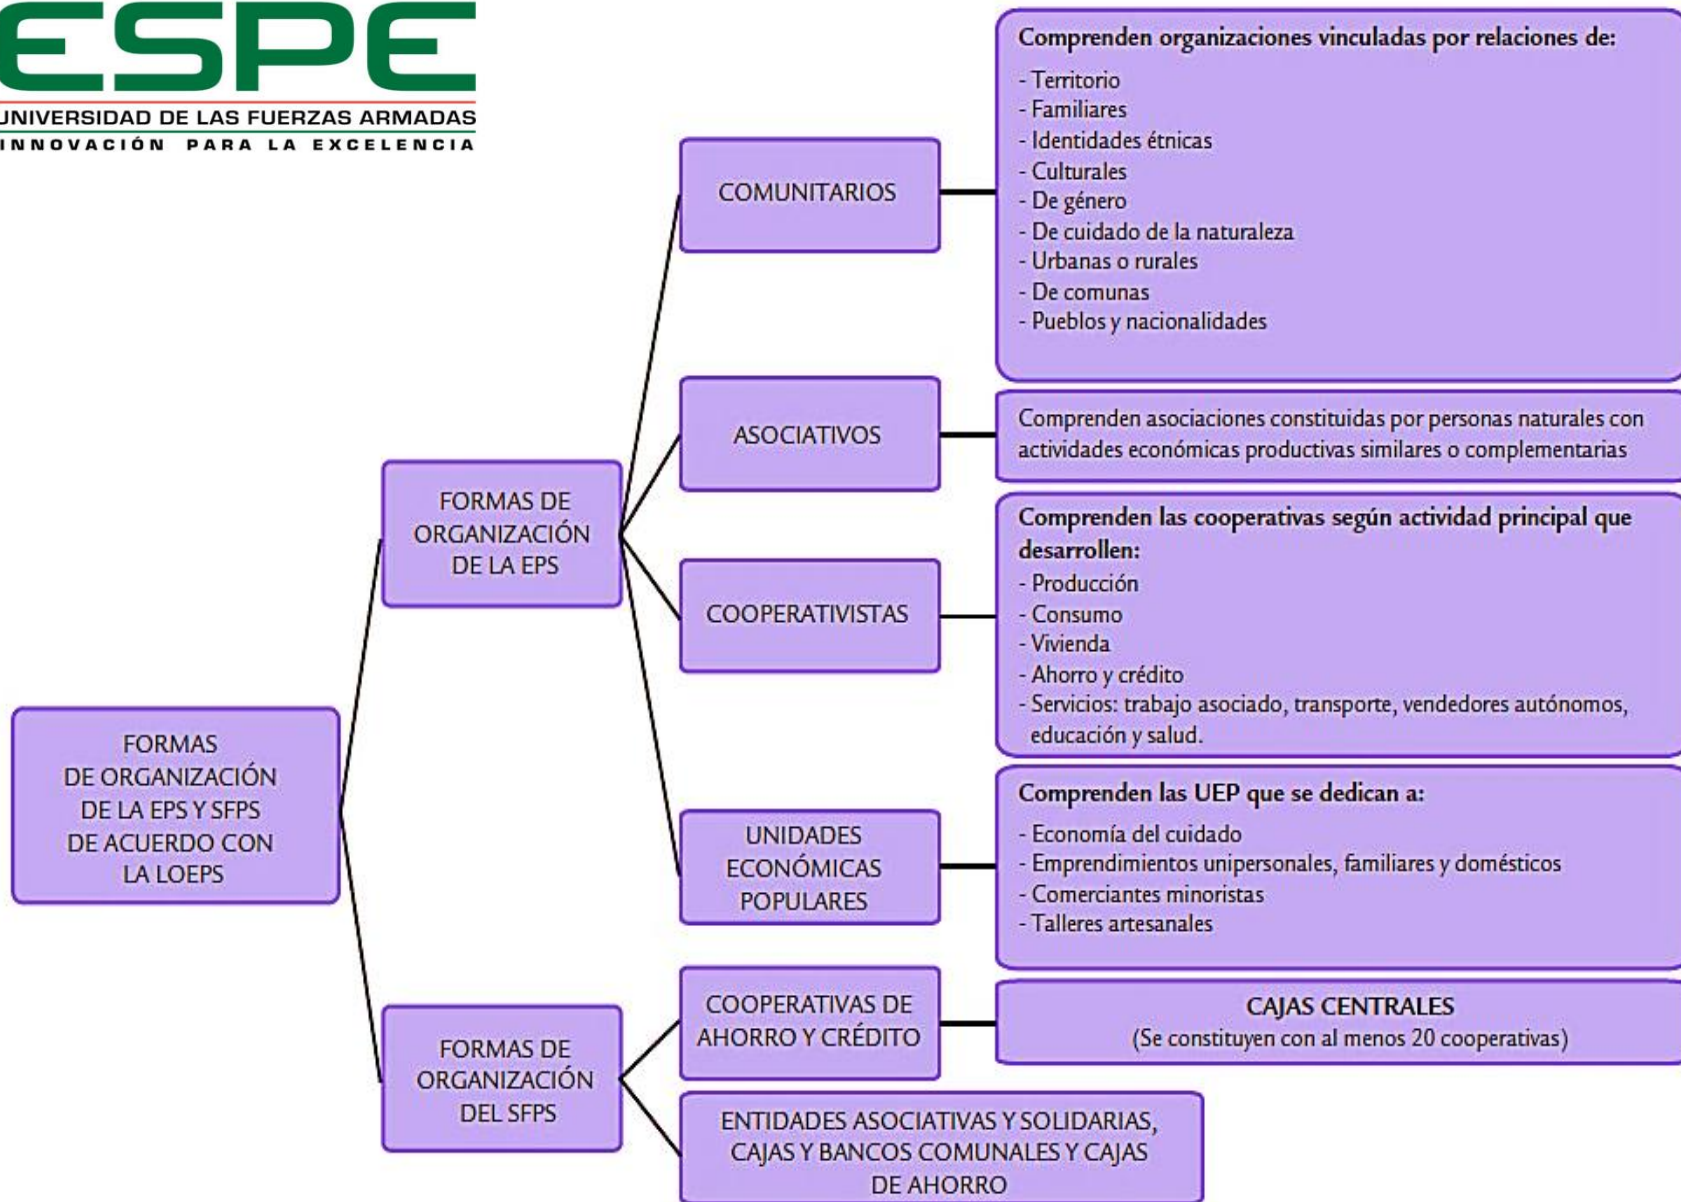 ESPE
UNIVERSIDAD DE LAS FUERZAS ARMADAS
INNOVACIÓN PARA LA EXCELENCIA
FORMAS
DE ORGANIZACIÓN
DE LA EPS Y SFPS
DE ACUERDO CON
LA LOEPS
FORMAS DE
ORGANIZACIÓN
DE LA EPS
COMUNITARIOS
Comprenden organizaciones vinculadas por relaciones de:
- Territorio
- Familiares
- Identidades étnicas
- Culturales
- De género
- De cuidado de la naturaleza
- Urbanas o rurales
- De comunas
- Pueblos y nacionalidades
ASOCIATIVOS
Comprenden asociaciones constituidas por personas naturales con
actividades económicas productivas similares o complementarias
COOPERATIVISTAS
Comprenden las cooperativas según actividad principal que
desarrollen:
- Producción
- Consumo
- Vivienda
- Ahorro y crédito
- Servicios: trabajo asociado, transporte, vendedores autónomos,
educación y salud.
UNIDADES
ECONÓMICAS
POPULARES
Comprenden las UEP que se dedican a:
- Economía del cuidado
- Emprendimientos unipersonales, familiares y domésticos
- Comerciantes minoristas
- Talleres artesanales
FORMAS DE
ORGANIZACIÓN
DEL SFPS
COOPERATIVAS DE
AHORRO Y CRÉDITO
CAJAS CENTRALES
(Se constituyen con al menos 20 cooperativas)
ENTIDADES ASOCIATIVAS Y SOLIDARIAS,
CAJAS Y BANCOS COMUNALES Y CAJAS
DE AHORRO